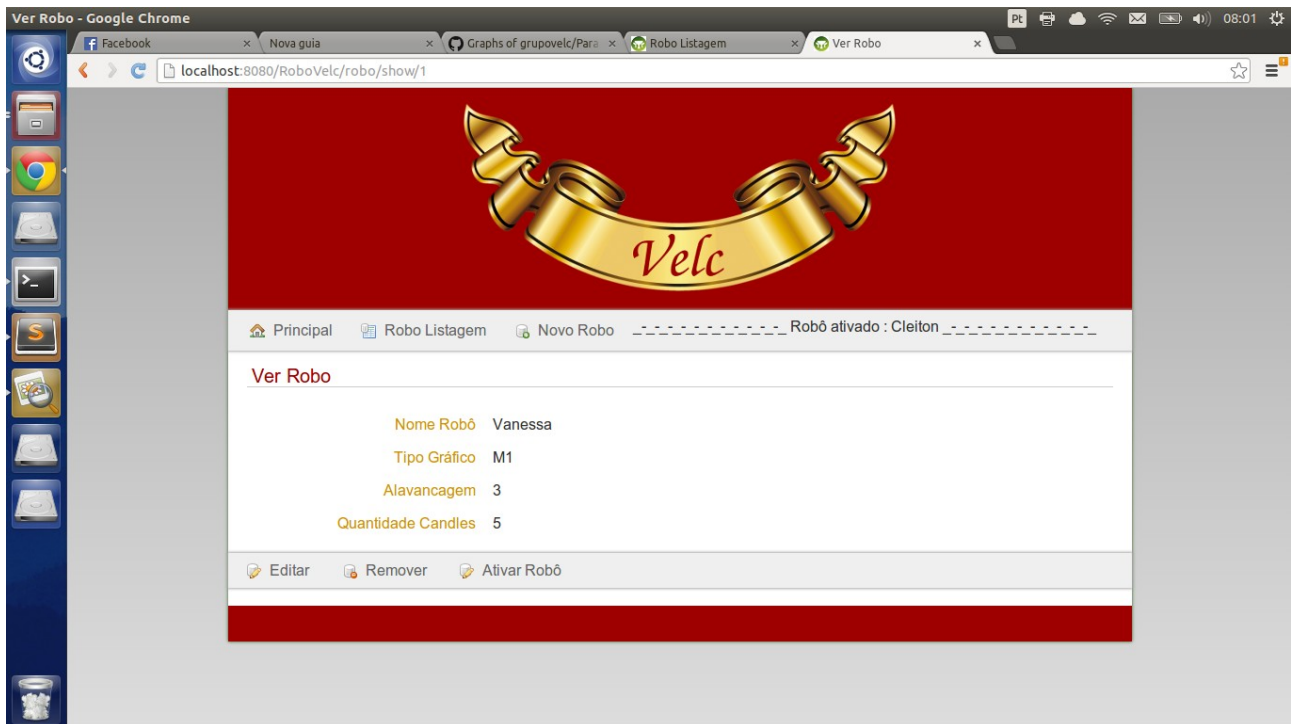 Ver Robo - Google Chrome
Pt
08:01
Facebook
Nova guia
Graphs of grupovelc/Para
Robo Listagem
Ver Robo
localhost:8080/RoboVelc/robo/show/1
Velc
Principal Robo Listagem Novo Robo _-_-_-_-_-_-_-_-_-_-_-_-_ Robô ativado : Cleiton _-_-_-_-_-_-_-_-_-_-_-_-_
Ver Robo
Nome Robô Vanessa
Tipo Gráfico M1
Alavancagem 3
Quantidade Candles 5
Editar Remover Ativar Robô